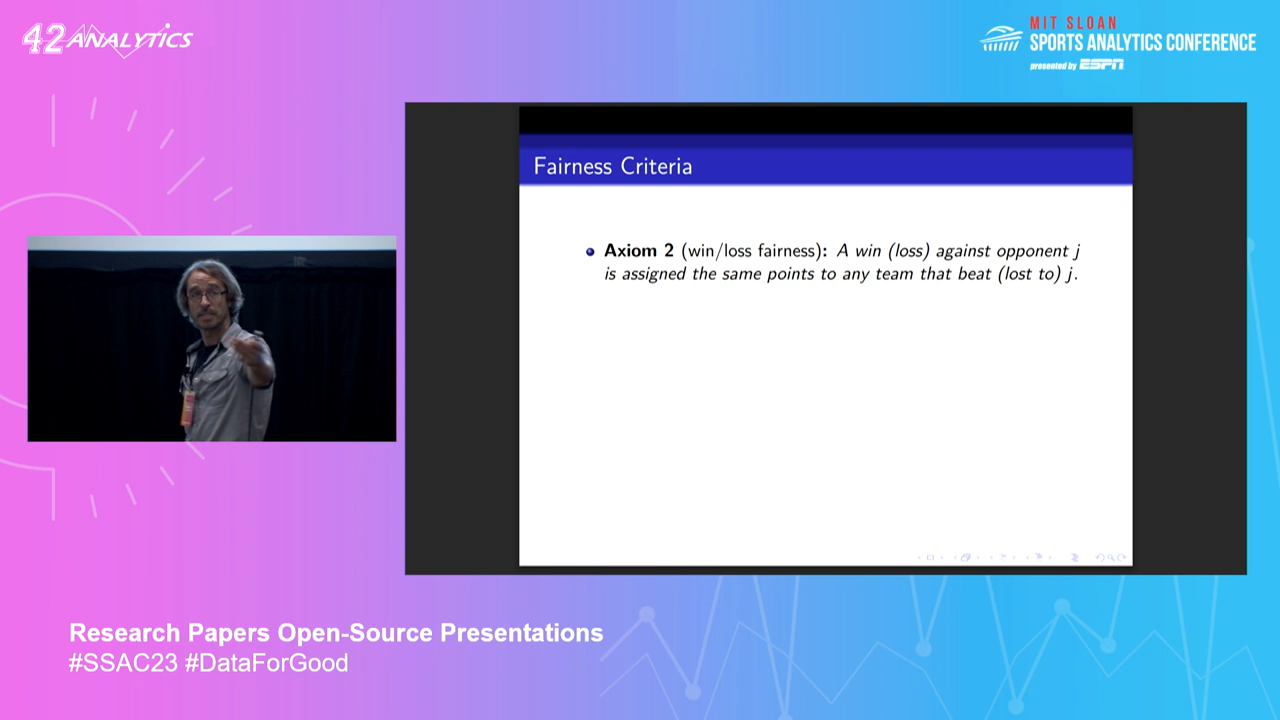 42 ANALYTICS
MIT SLOAN
SPORTS ANALYTICS CONFERENCE
presented by ESPN
Fairness Criteria
Axiom 2 (win/loss fairness): A win (loss) against opponent j
is assigned the same points to any team that beat (lost to) j.
Research Papers Open-Source Presentations
#SSAC23 #DataForGood